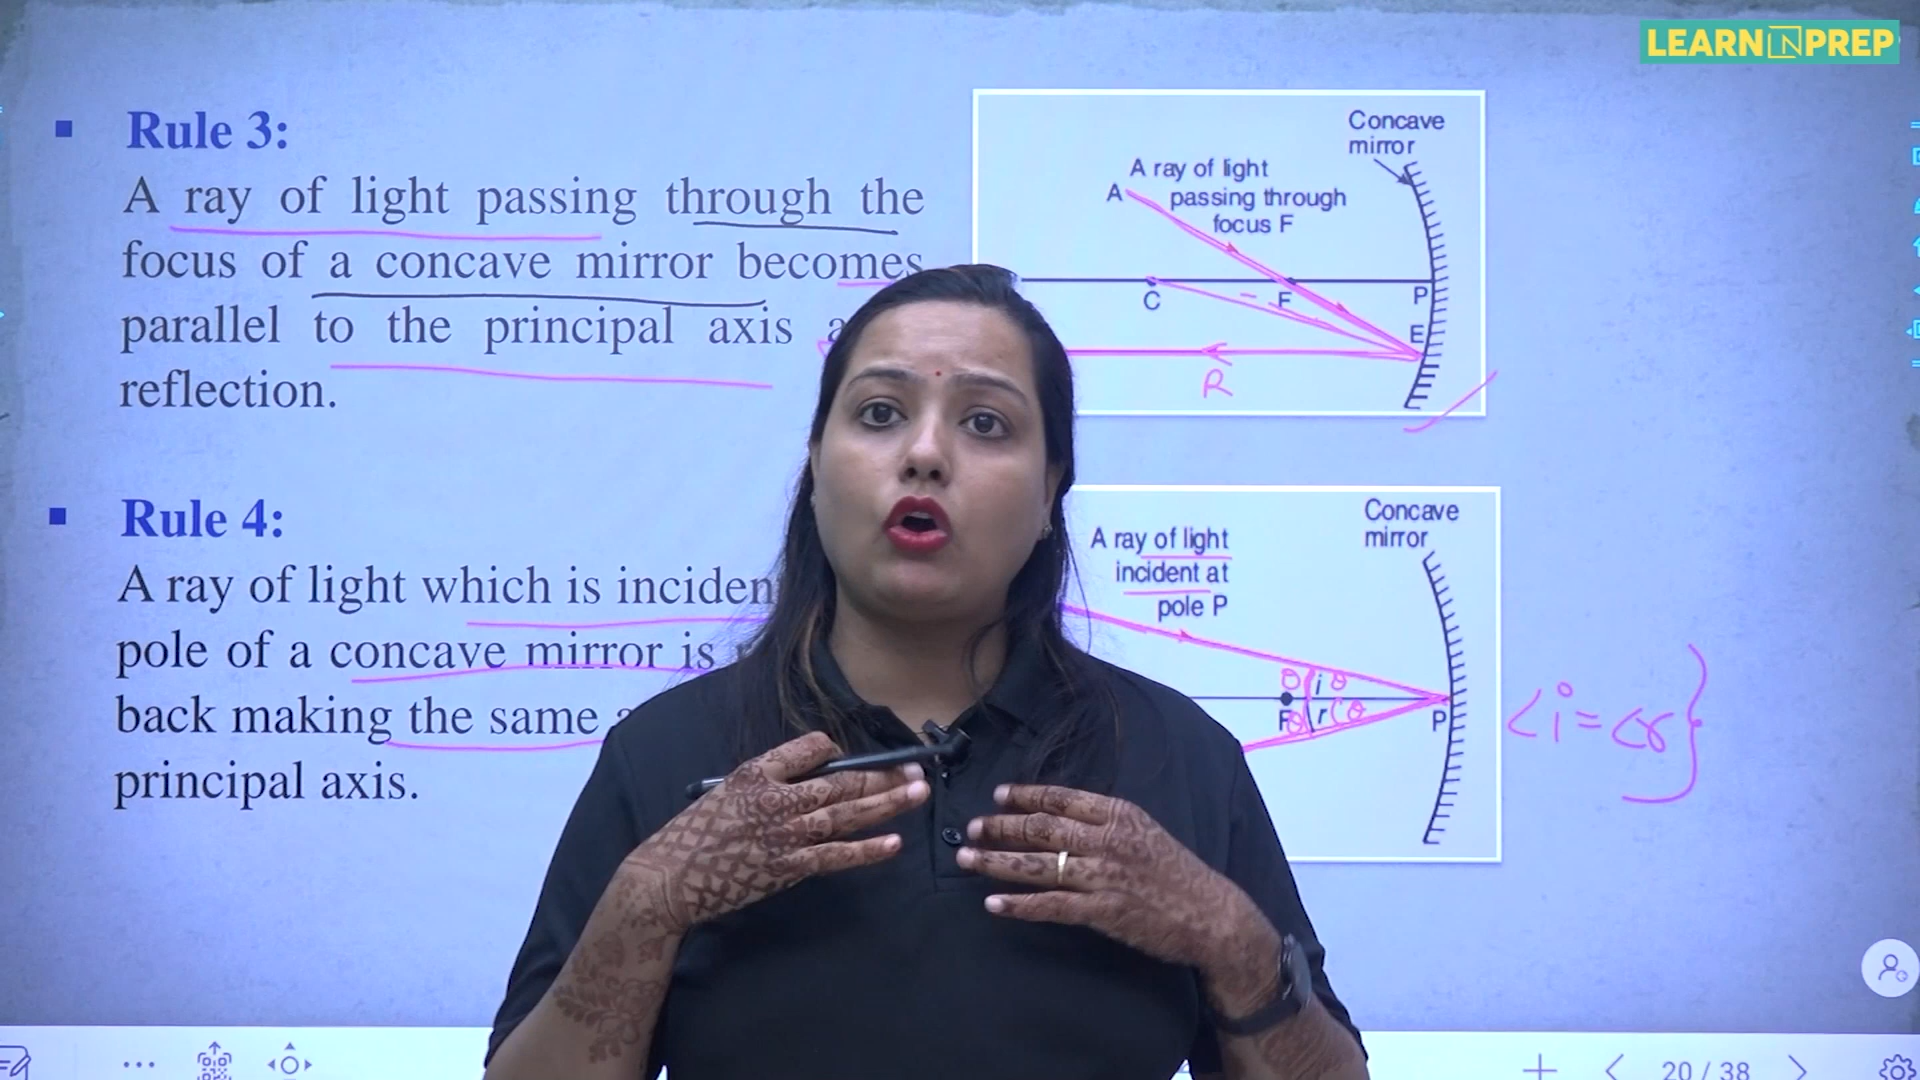 LEARN N PREP
Rule 3:
A ray of light passing through the
focus of a concave mirror becomes
parallel to the principal axis
reflection.
Concave
mirror
A ray of light
A passing through
focus F
C F P
E
R
Rule 4:
A ray of light which is
pole of a concave mirror is
back making the same
principal axis.
Concave
mirror
A ray of light
incident at
pole P
θ i θ
F θ r θ P
<i = <r}
20 / 38